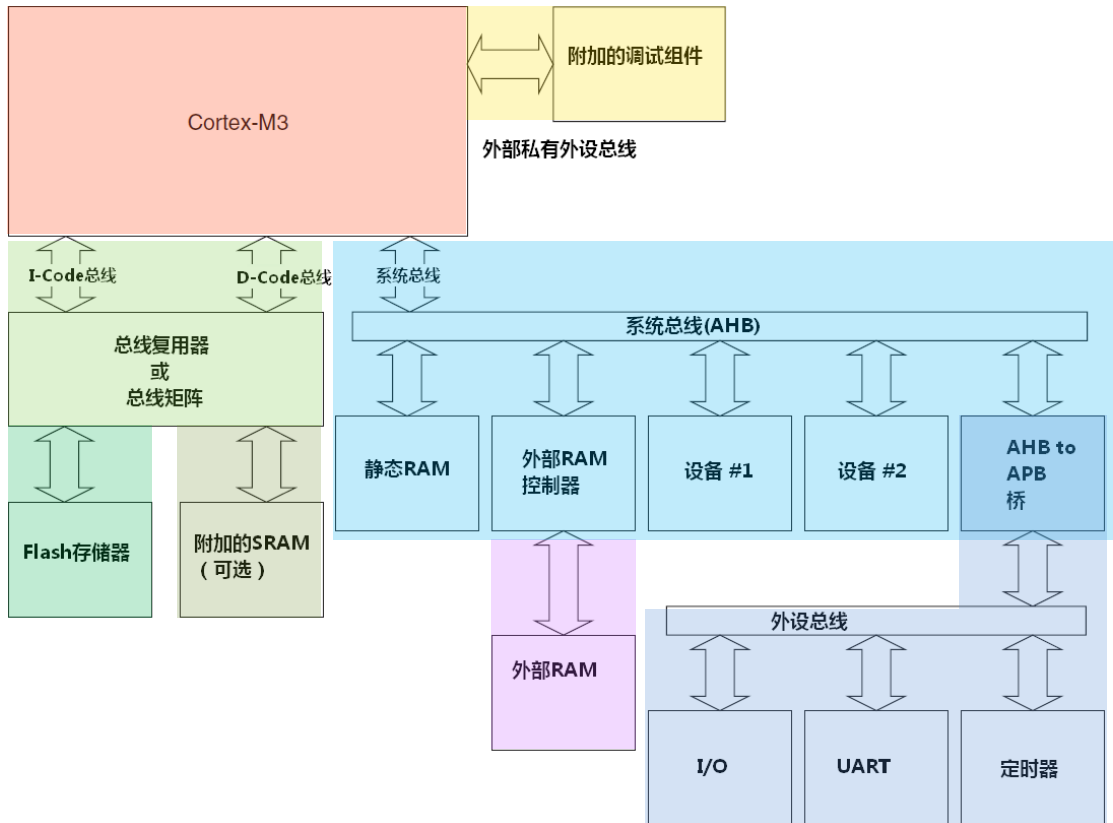 Cortex-M3
附加的调试组件
外部私有外设总线
I-Code总线
D-Code总线
系统总线
系统总线(AHB)
总线复用器
或
总线矩阵
静态RAM
外部RAM
控制器
设备 #1
设备 #2
AHB to
APB
桥
Flash存储器
附加的SRAM
（可选）
外设总线
外部RAM
I/O
UART
定时器